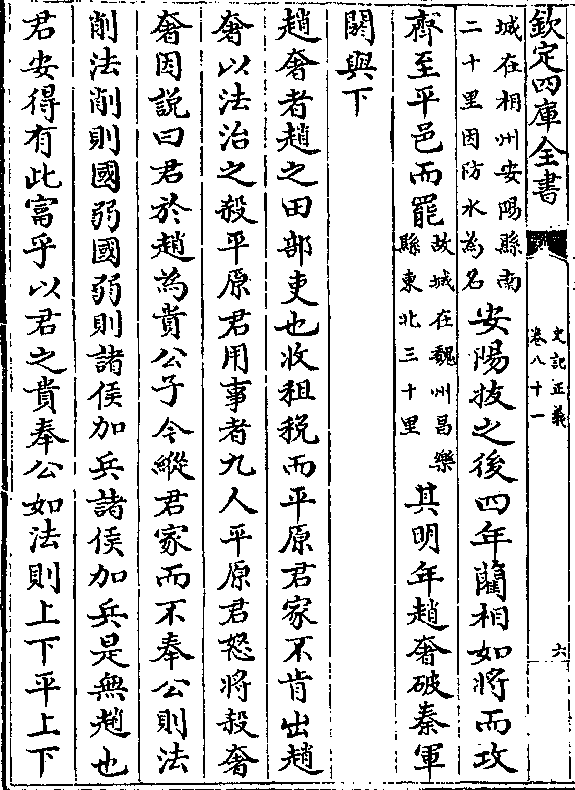 欽定四庫全書
史記正義
卷八十一
六
城在相州安陽縣南
二十里因防水為名
安陽拔之後四年藺相如將而攻
齊至平邑而罷
故城在魏州昌樂
縣東北三十里
其明年趙奢破秦軍
閼與下
趙奢者趙之田部吏也收租稅而平原君家不肯出趙
奢以法治之殺平原君用事者九人平原君怒將殺奢
奢因説曰君於趙為貴公子今縱君家而不奉公則法
削法削則國弱國弱則諸侯加兵諸侯加兵是無趙也
君安得有此富乎以君之貴奉公如法則上下平上下